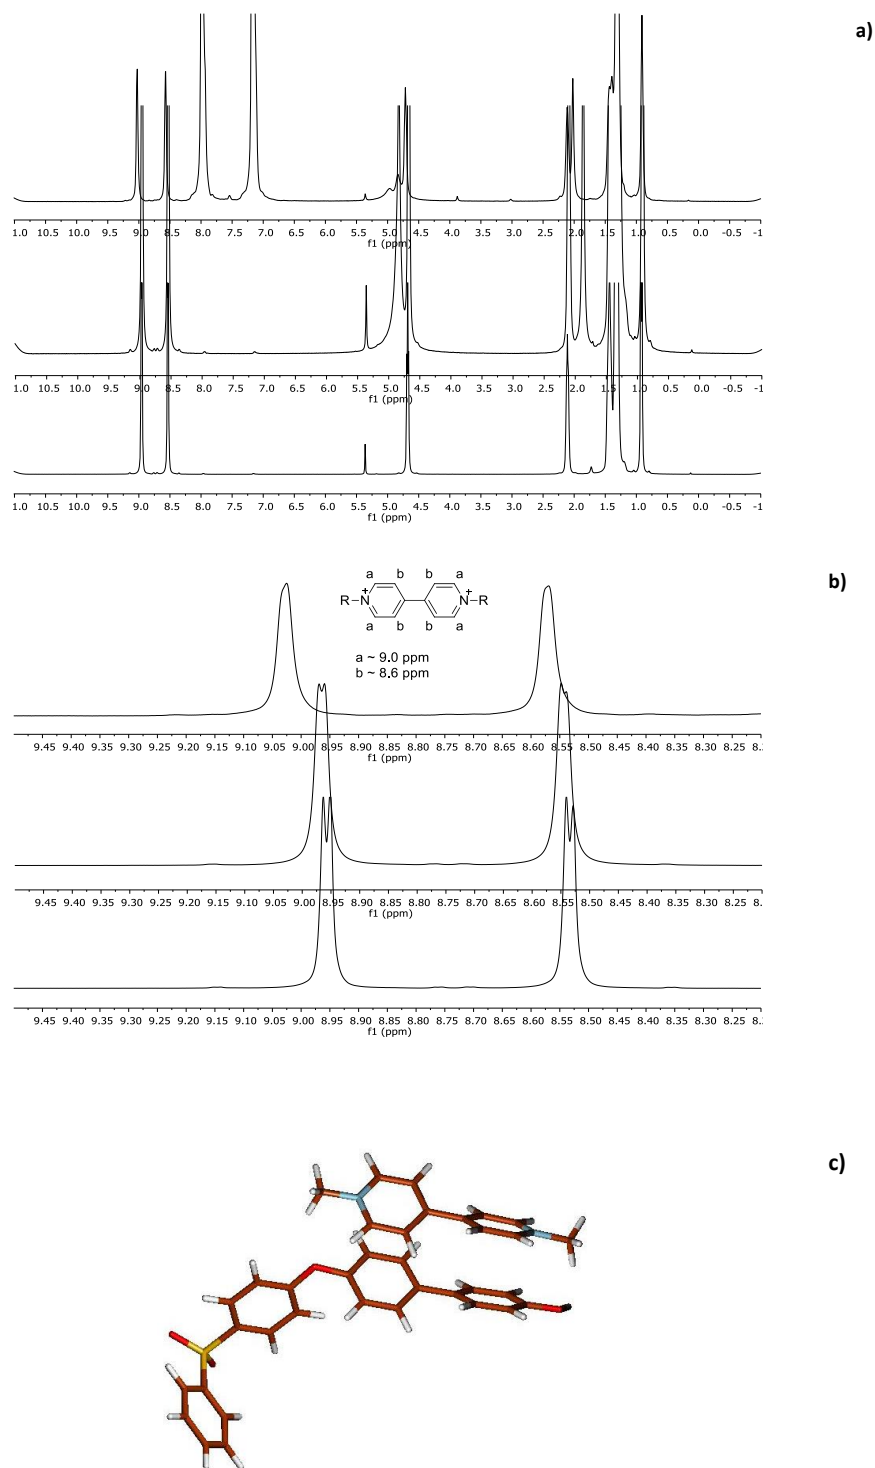 a)
1.0 10.5 10.0 9.5 9.0 8.5 8.0 7.5 7.0 6.5 6.0 5.5 5.0 4.5 4.0 3.5 3.0 2.5 2.0 1.5 1.0 0.5 0.0 -0.5 -1
f1 (ppm)
1.0 10.5 10.0 9.5 9.0 8.5 8.0 7.5 7.0 6.5 6.0 5.5 5.0 4.5 4.0 3.5 3.0 2.5 2.0 1.5 1.0 0.5 0.0 -0.5 -1
f1 (ppm)
1.0 10.5 10.0 9.5 9.0 8.5 8.0 7.5 7.0 6.5 6.0 5.5 5.0 4.5 4.0 3.5 3.0 2.5 2.0 1.5 1.0 0.5 0.0 -0.5 -1
f1 (ppm)
b)
a b b a
R N + + N R
a b b a
a ~ 9.0 ppm
b ~ 8.6 ppm
9.45 9.40 9.35 9.30 9.25 9.20 9.15 9.10 9.05 9.00 8.95 8.90 8.85 8.80 8.75 8.70 8.65 8.60 8.55 8.50 8.45 8.40 8.35 8.30 8.25 8.2
f1 (ppm)
9.45 9.40 9.35 9.30 9.25 9.20 9.15 9.10 9.05 9.00 8.95 8.90 8.85 8.80 8.75 8.70 8.65 8.60 8.55 8.50 8.45 8.40 8.35 8.30 8.25 8.
f1 (ppm)
9.45 9.40 9.35 9.30 9.25 9.20 9.15 9.10 9.05 9.00 8.95 8.90 8.85 8.80 8.75 8.70 8.65 8.60 8.55 8.50 8.45 8.40 8.35 8.30 8.25 8.
f1 (ppm)
c)